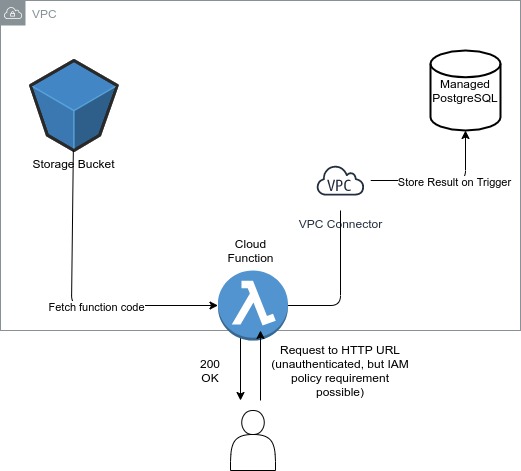 VPC
Managed
PostgreSQL
Storage Bucket
VPC
Store Result on Trigger
VPC Connector
Cloud
Function
Fetch function code
200
OK
Request to HTTP URL
(unauthenticated, but IAM
policy requirement
possible)